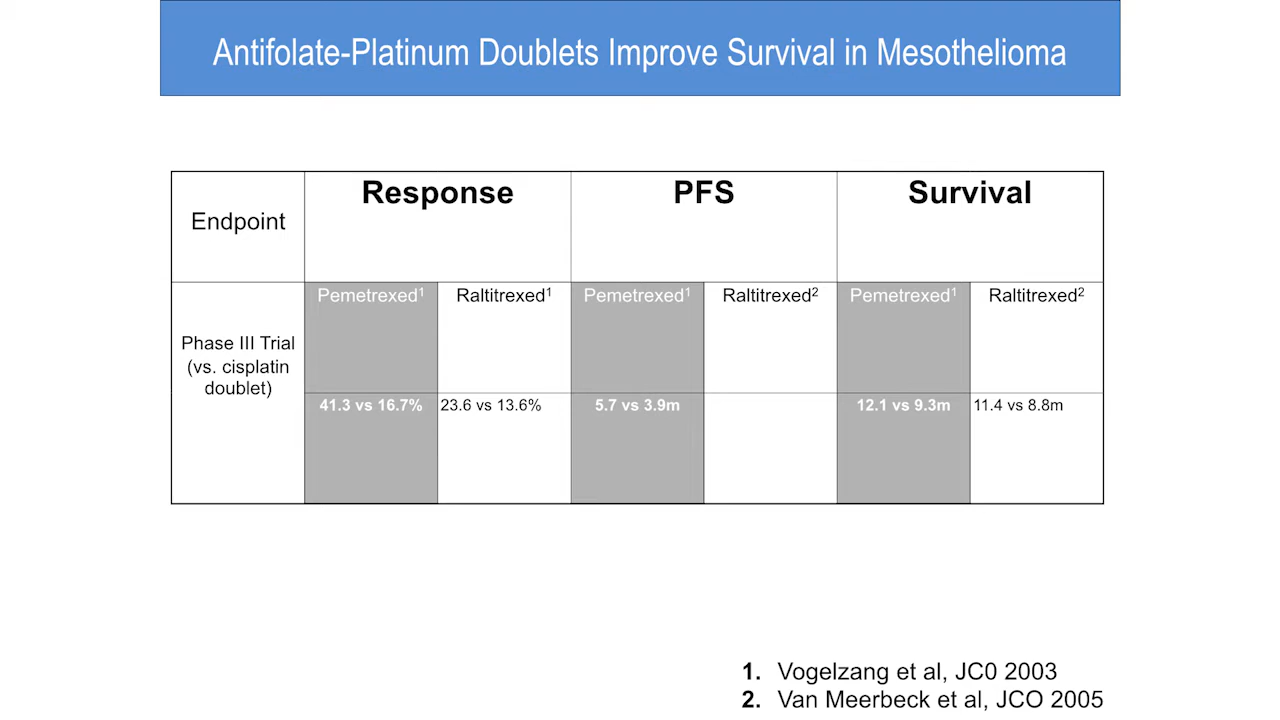 Antifolate-Platinum Doublets Improve Survival in Mesothelioma
Endpoint
Response
PFS
Survival
Phase III Trial
(vs. cisplatin
doublet)
Pemetrexed¹
Raltitrexed¹
Pemetrexed¹
Raltitrexed²
Pemetrexed¹
Raltitrexed²
41.3 vs 16.7%
23.6 vs 13.6%
5.7 vs 3.9m
12.1 vs 9.3m
11.4 vs 8.8m
1. Vogelzang et al, JC0 2003
2. Van Meerbeck et al, JCO 2005